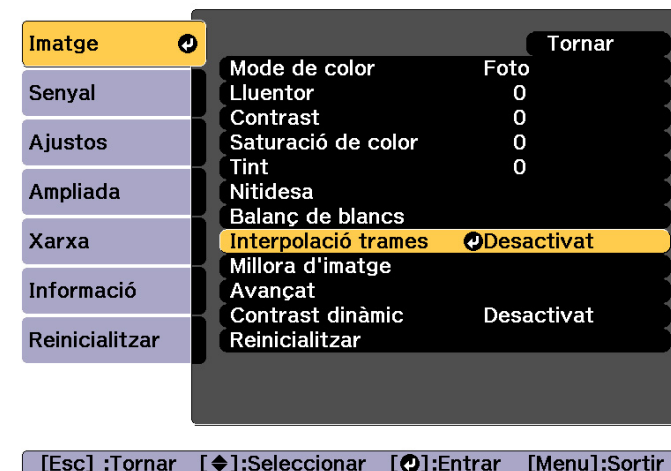 Imatge
Senyal
Ajustos
Ampliada
Xarxa
Informació
Reinicialitzar
Tornar
Mode de color Foto
Lluentor 0
Contrast 0
Saturació de color 0
Tint 0
Nitidesa
Balanç de blancs
Interpolació trames Desactivat
Millora d'imatge
Avançat
Contrast dinàmic Desactivat
Reinicialitzar
[Esc] :Tornar [◆]:Seleccionar [↵]:Entrar [Menu]:Sortir